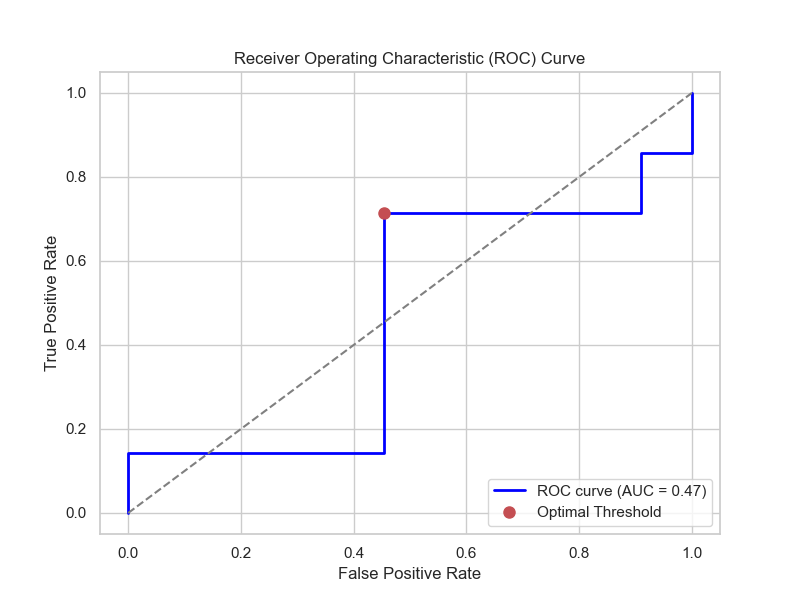 Receiver Operating Characteristic (ROC) Curve
1.0
0.8
0.6
0.4
0.2
0.0
True Positive Rate
0.0 0.2 0.4 0.6 0.8 1.0
False Positive Rate
ROC curve (AUC = 0.47)
Optimal Threshold